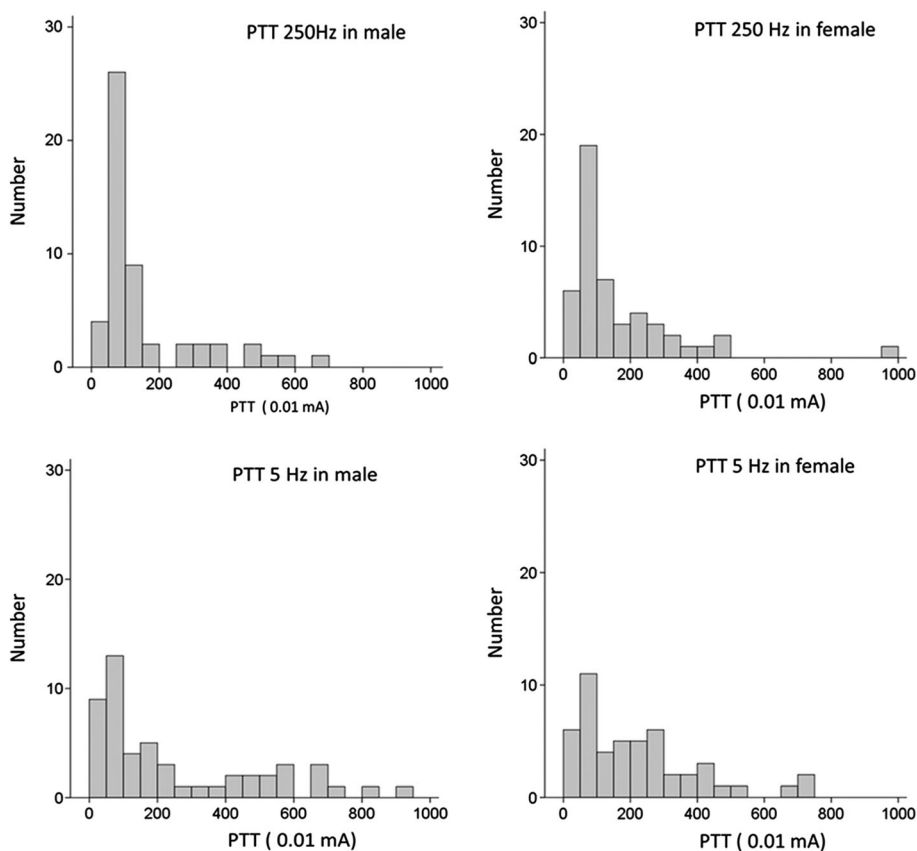 PTT 250Hz in male
30
20
10
0
Number
0 200 400 600 800 1000
PTT ( 0.01 mA)
PTT 250 Hz in female
30
20
10
0
Number
0 200 400 600 800 1000
PTT ( 0.01 mA)
PTT 5 Hz in male
30
20
10
0
Number
0 200 400 600 800 1000
PTT ( 0.01 mA)
PTT 5 Hz in female
30
20
10
0
Number
0 200 400 600 800 1000
PTT ( 0.01 mA)